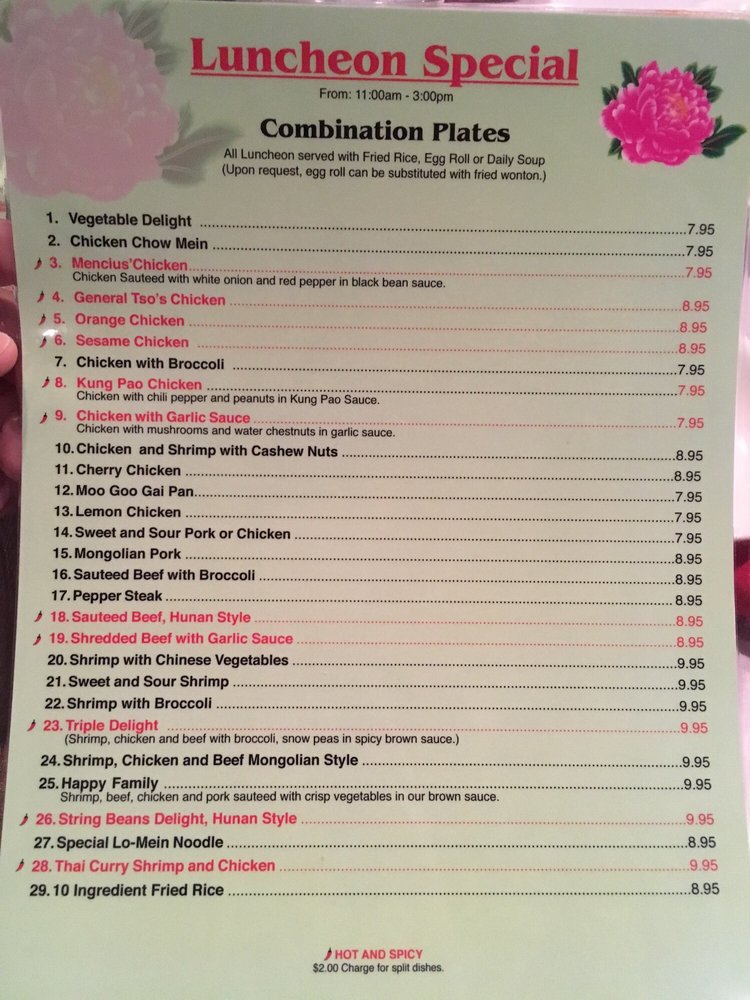 Luncheon Special
From: 11:00am - 3:00pm
Combination Plates
All Luncheon served with Fried Rice, Egg Roll or Daily Soup
(Upon request, egg roll can be substituted with fried wonton.)
1. Vegetable Delight 7.95
2. Chicken Chow Mein 7.95
3. Mencius'Chicken 7.95
Chicken Sauteed with white onion and red pepper in black bean sauce.
4. General Tso's Chicken 8.95
5. Orange Chicken 8.95
6. Sesame Chicken 8.95
7. Chicken with Broccoli 7.95
8. Kung Pao Chicken 7.95
Chicken with chili pepper and peanuts in Kung Pao Sauce.
9. Chicken with Garlic Sauce 7.95
Chicken with mushrooms and water chestnuts in garlic sauce.
10. Chicken and Shrimp with Cashew Nuts 8.95
11. Cherry Chicken 8.95
12. Moo Goo Gai Pan 7.95
13. Lemon Chicken 7.95
14. Sweet and Sour Pork or Chicken 7.95
15. Mongolian Pork 8.95
16. Sauteed Beef with Broccoli 8.95
17. Pepper Steak 8.95
18. Sauteed Beef, Hunan Style 8.95
19. Shredded Beef with Garlic Sauce 8.95
20. Shrimp with Chinese Vegetables 9.95
21. Sweet and Sour Shrimp 9.95
22. Shrimp with Broccoli 9.95
23. Triple Delight 9.95
(Shrimp, chicken and beef with broccoli, snow peas in spicy brown sauce.)
24. Shrimp, Chicken and Beef Mongolian Style 9.95
25. Happy Family 9.95
Shrimp, beef, chicken and pork sauteed with crisp vegetables in our brown sauce.
26. String Beans Delight, Hunan Style 9.95
27. Special Lo-Mein Noodle 8.95
28. Thai Curry Shrimp and Chicken 9.95
29. 10 Ingredient Fried Rice 8.95
HOT AND SPICY
$2.00 Charge for split dishes.